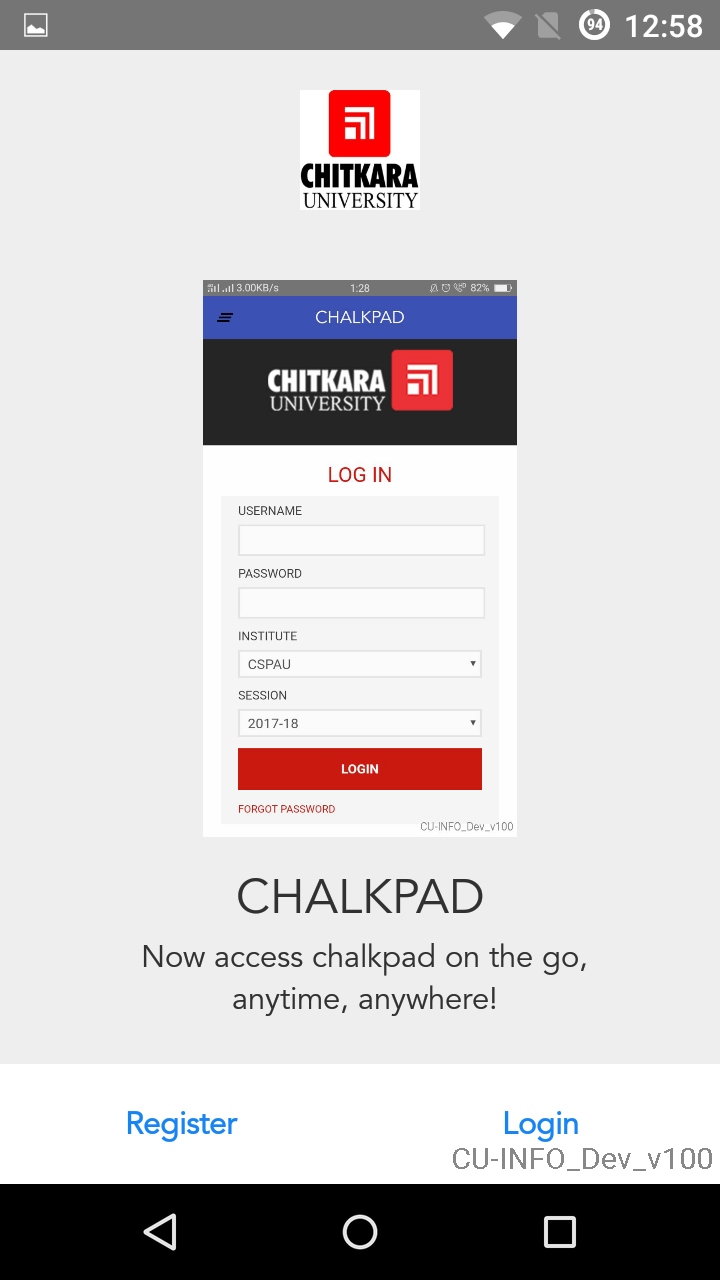 94 12:58
CHITKARA
UNIVERSITY
3.00KB/s 1:28 82%
CHALKPAD
CHITKARA
UNIVERSITY
LOG IN
USERNAME
PASSWORD
INSTITUTE
CSPAU
SESSION
2017-18
LOGIN
FORGOT PASSWORD
CU-INFO_Dev_v100
CHALKPAD
Now access chalkpad on the go,
anytime, anywhere!
Register Login
CU-INFO_Dev_v100